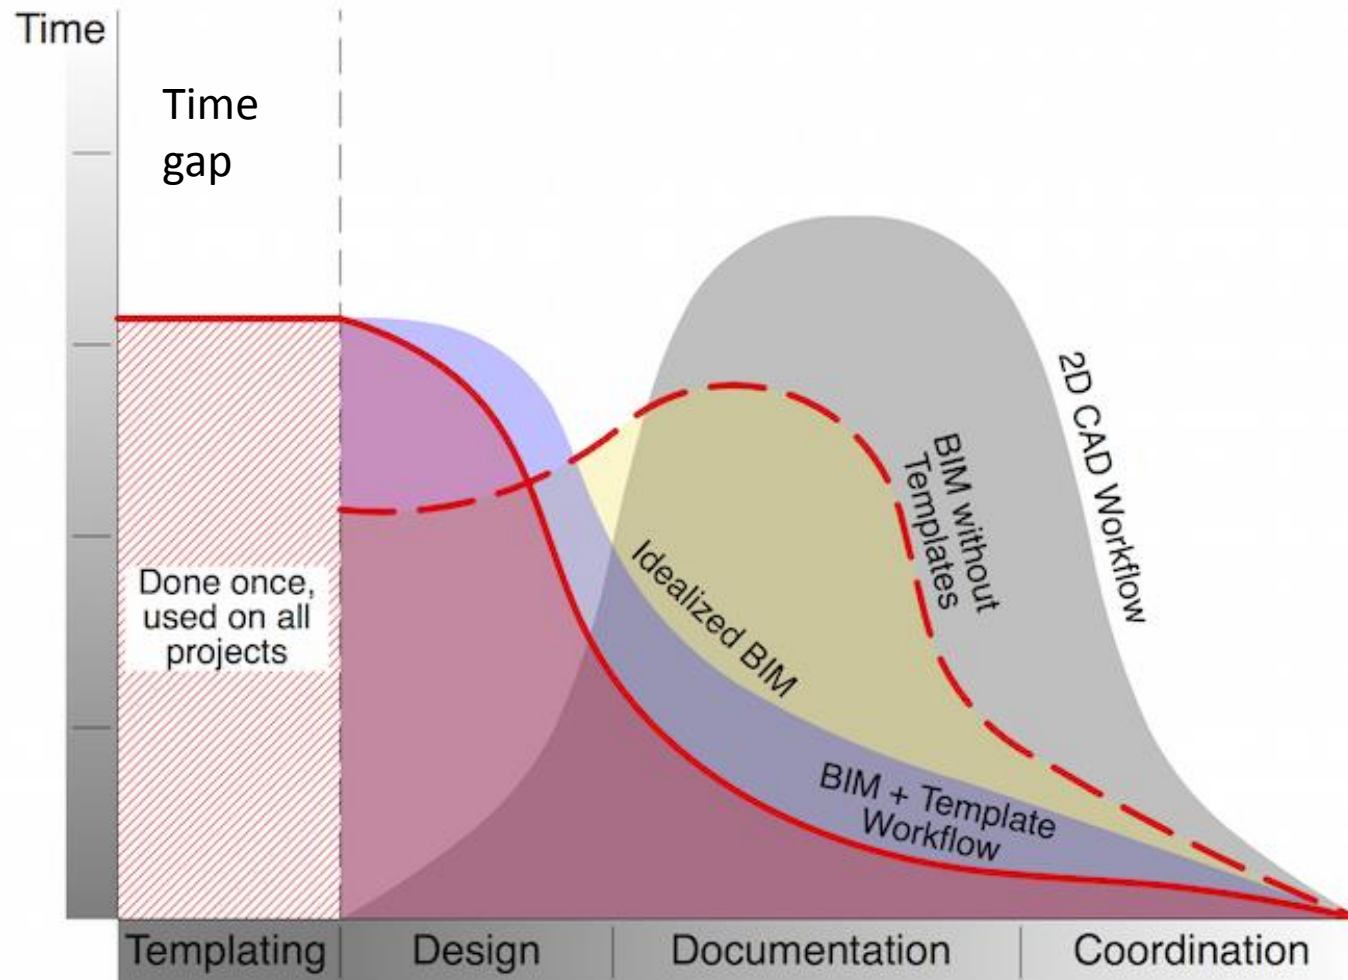 Time
Time
gap
2D CAD Workflow
BIM without
Templates
Idealized BIM
Done once,
used on all
projects
BIM + Template
Workflow
Templating
Design
Documentation
Coordination